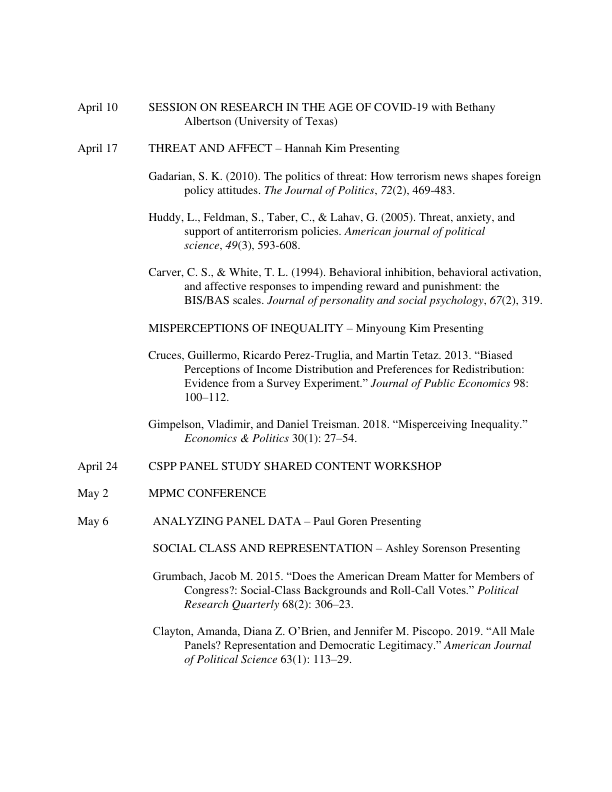 April 10 SESSION ON RESEARCH IN THE AGE OF COVID-19 with Bethany
Albertson (University of Texas)
April 17 THREAT AND AFFECT – Hannah Kim Presenting
Gadarian, S. K. (2010). The politics of threat: How terrorism news shapes foreign
policy attitudes. The Journal of Politics, 72(2), 469-483.
Huddy, L., Feldman, S., Taber, C., & Lahav, G. (2005). Threat, anxiety, and
support of antiterrorism policies. American journal of political
science, 49(3), 593-608.
Carver, C. S., & White, T. L. (1994). Behavioral inhibition, behavioral activation,
and affective responses to impending reward and punishment: the
BIS/BAS scales. Journal of personality and social psychology, 67(2), 319.
MISPERCEPTIONS OF INEQUALITY – Minyoung Kim Presenting
Cruces, Guillermo, Ricardo Perez-Truglia, and Martin Tetaz. 2013. “Biased
Perceptions of Income Distribution and Preferences for Redistribution:
Evidence from a Survey Experiment.” Journal of Public Economics 98:
100–112.
Gimpelson, Vladimir, and Daniel Treisman. 2018. “Misperceiving Inequality.”
Economics & Politics 30(1): 27–54.
April 24 CSPP PANEL STUDY SHARED CONTENT WORKSHOP
May 2 MPMC CONFERENCE
May 6 ANALYZING PANEL DATA – Paul Goren Presenting
SOCIAL CLASS AND REPRESENTATION – Ashley Sorenson Presenting
Grumbach, Jacob M. 2015. “Does the American Dream Matter for Members of
Congress?: Social-Class Backgrounds and Roll-Call Votes.” Political
Research Quarterly 68(2): 306–23.
Clayton, Amanda, Diana Z. O’Brien, and Jennifer M. Piscopo. 2019. “All Male
Panels? Representation and Democratic Legitimacy.” American Journal
of Political Science 63(1): 113–29.